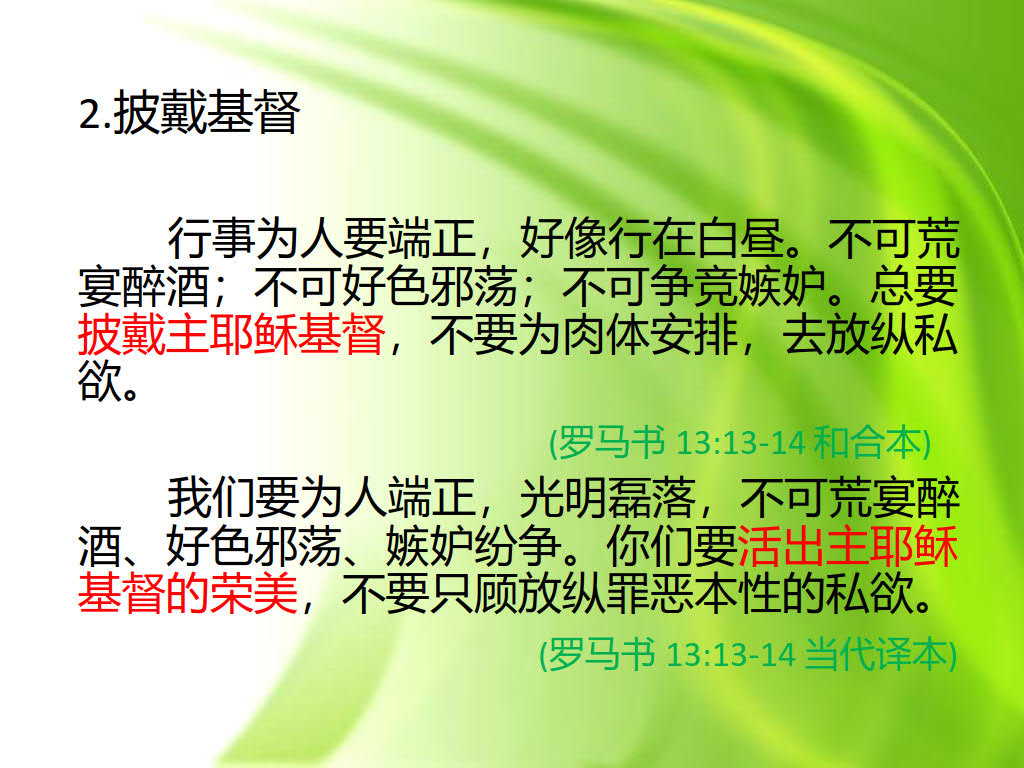 2.披戴基督
行事为人要端正，好像行在白昼。不可荒
宴醉酒；不可好色邪荡；不可争竞嫉妒。总要
披戴主耶稣基督，不要为肉体安排，去放纵私
欲。
(罗马书 13:13-14 和合本)
我们要为人端正，光明磊落，不可荒宴醉
酒、好色邪荡、嫉妒纷争。你们要活出主耶稣
基督的荣美，不要只顾放纵罪恶本性的私欲。
(罗马书 13:13-14 当代译本)